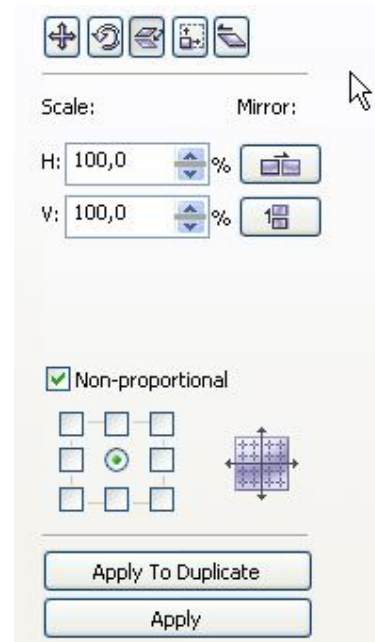 Scale: Mirror:
H: 100,0 %
V: 100,0 %
Non-proportional
Apply To Duplicate
Apply